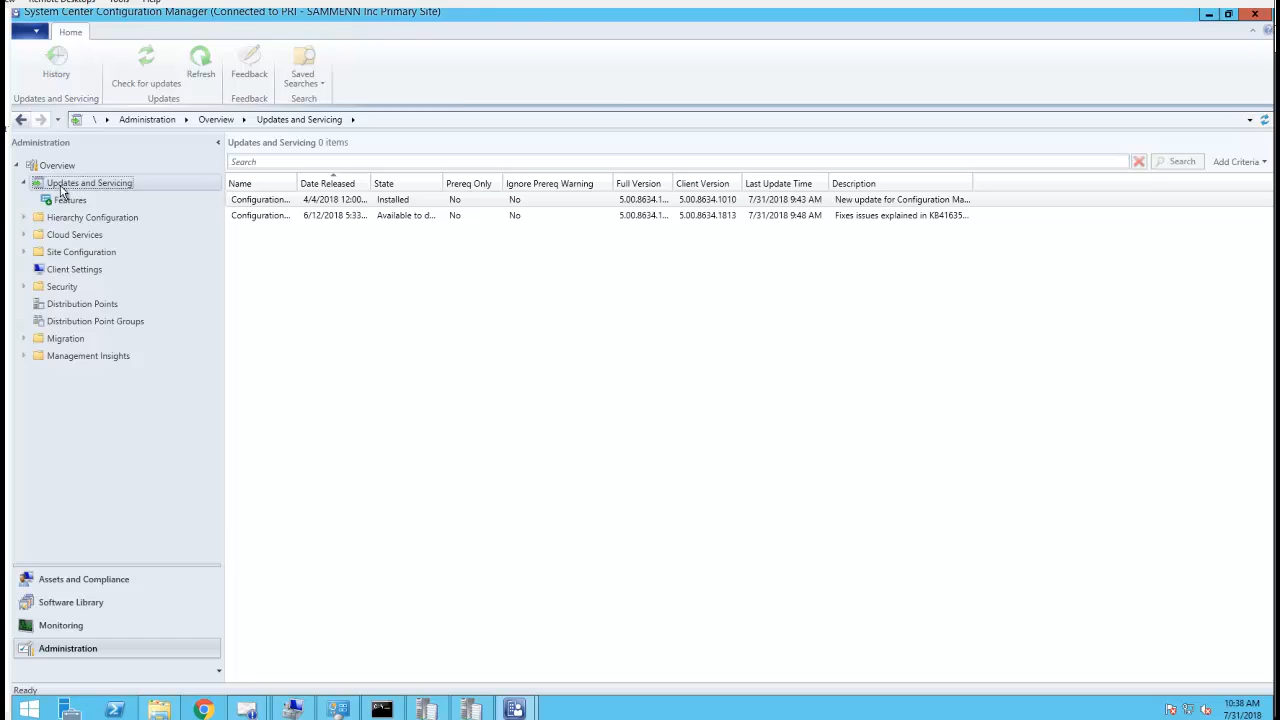 Remote Desktops Tools Help
System Center Configuration Manager (Connected to PRI - SAMMENN Inc Primary Site)
Home
History
Check for updates
Refresh
Feedback
Saved Searches
Updates and Servicing
Updates
Feedback
Search
\ Administration Overview Updates and Servicing
Administration
Overview
Updates and Servicing
Features
Hierarchy Configuration
Cloud Services
Site Configuration
Client Settings
Security
Distribution Points
Distribution Point Groups
Migration
Management Insights
Assets and Compliance
Software Library
Monitoring
Administration
Updates and Servicing 0 items
Search Search Add Criteria
Name Date Released State Prereq Only Ignore Prereq Warning Full Version Client Version Last Update Time Description
Configuration... 4/4/2018 12:00... Installed No No 5.00.8634.1... 5.00.8634.1010 7/31/2018 9:43 AM New update for Configuration Ma...
Configuration... 6/12/2018 5:33... Available to d... No No 5.00.8634.1... 5.00.8634.1813 7/31/2018 9:48 AM Fixes issues explained in KB41635...
Ready
10:38 AM
7/31/2018